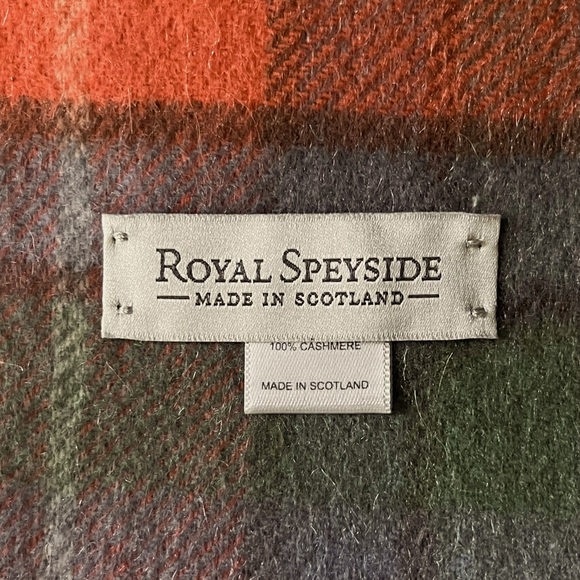 ROYAL SPEYSIDE
MADE IN SCOTLAND
100% CASHMERE
MADE IN SCOTLAND